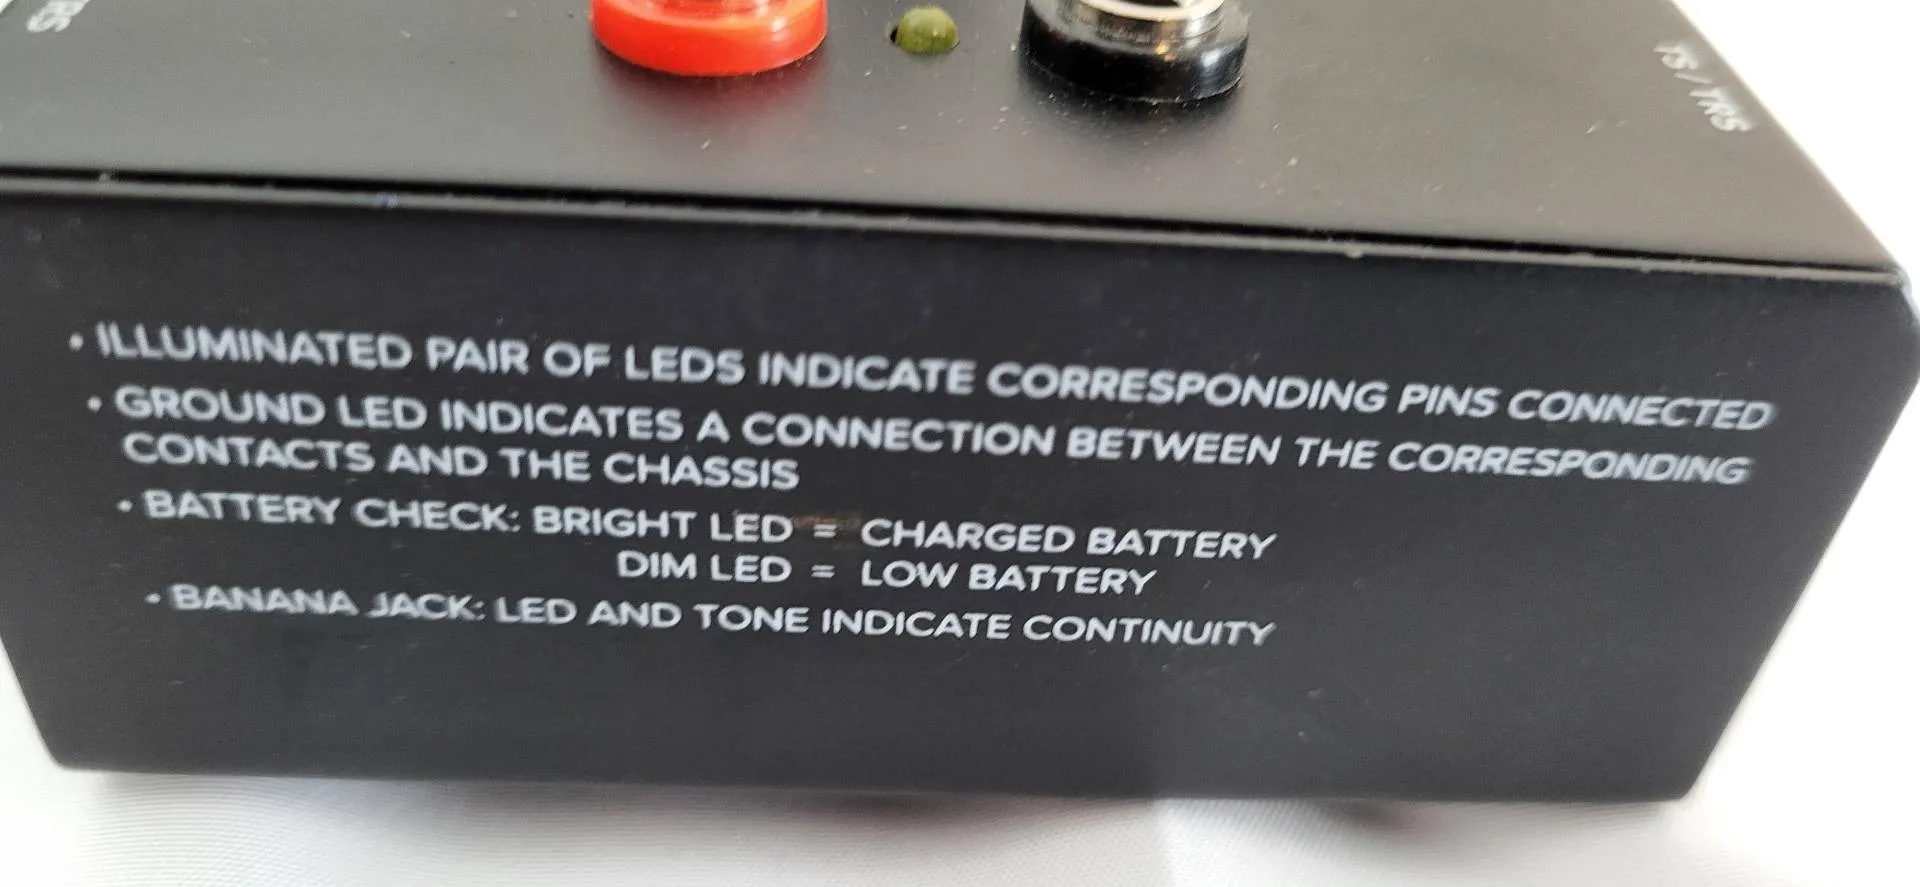 TS/TRS
• ILLUMINATED PAIR OF LEDS INDICATE CORRESPONDING PINS CONNECTED
• GROUND LED INDICATES A CONNECTION BETWEEN THE CORRESPONDING
CONTACTS AND THE CHASSIS
• BATTERY CHECK: BRIGHT LED = CHARGED BATTERY
DIM LED = LOW BATTERY
• BANANA JACK: LED AND TONE INDICATE CONTINUITY